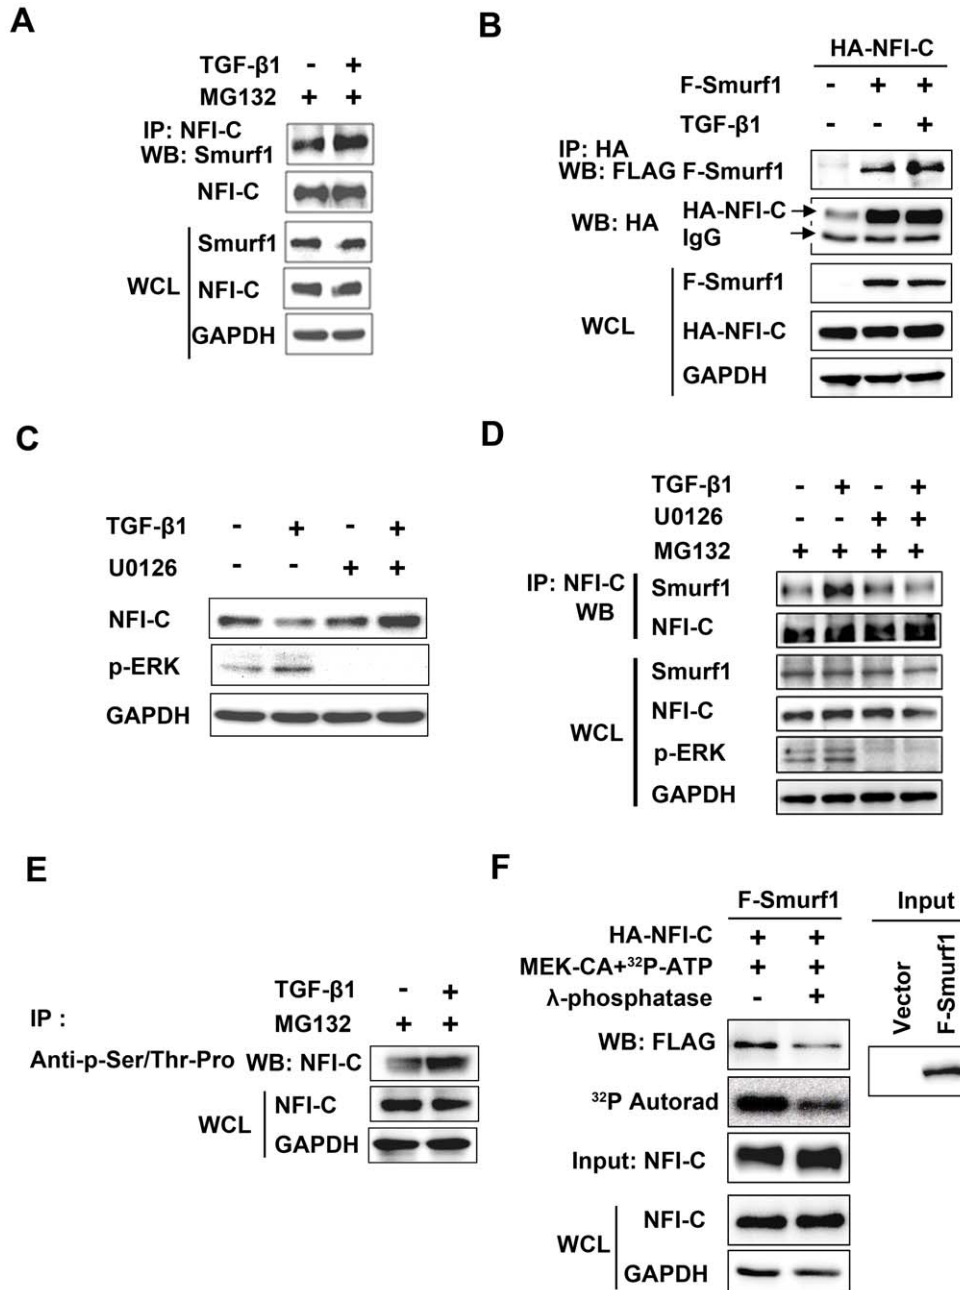 A
TGF-β1 - +
MG132 + +
IP: NFI-C
WB: Smurf1
NFI-C
Smurf1
WCL
NFI-C
GAPDH
B
HA-NFI-C
F-Smurf1 - + +
TGF-β1 - - +
IP: HA
WB: FLAG F-Smurf1
HA-NFI-C
WB: HA
IgG
F-Smurf1
WCL
HA-NFI-C
GAPDH
C
TGF-β1 - + - +
U0126 - - + +
NFI-C
p-ERK
GAPDH
D
TGF-β1 - + - +
U0126 - - + +
MG132 + + + +
IP: NFI-C
WB
Smurf1
NFI-C
Smurf1
NFI-C
WCL
p-ERK
GAPDH
E
TGF-β1 - +
IP :
MG132 + +
Anti-p-Ser/Thr-Pro WB: NFI-C
NFI-C
WCL
GAPDH
F
F-Smurf1
HA-NFI-C + +
MEK-CA+³²P-ATP + +
λ-phosphatase - +
WB: FLAG
³²P Autorad
Input: NFI-C
NFI-C
WCL
GAPDH
Input
Vector
F-Smurf1